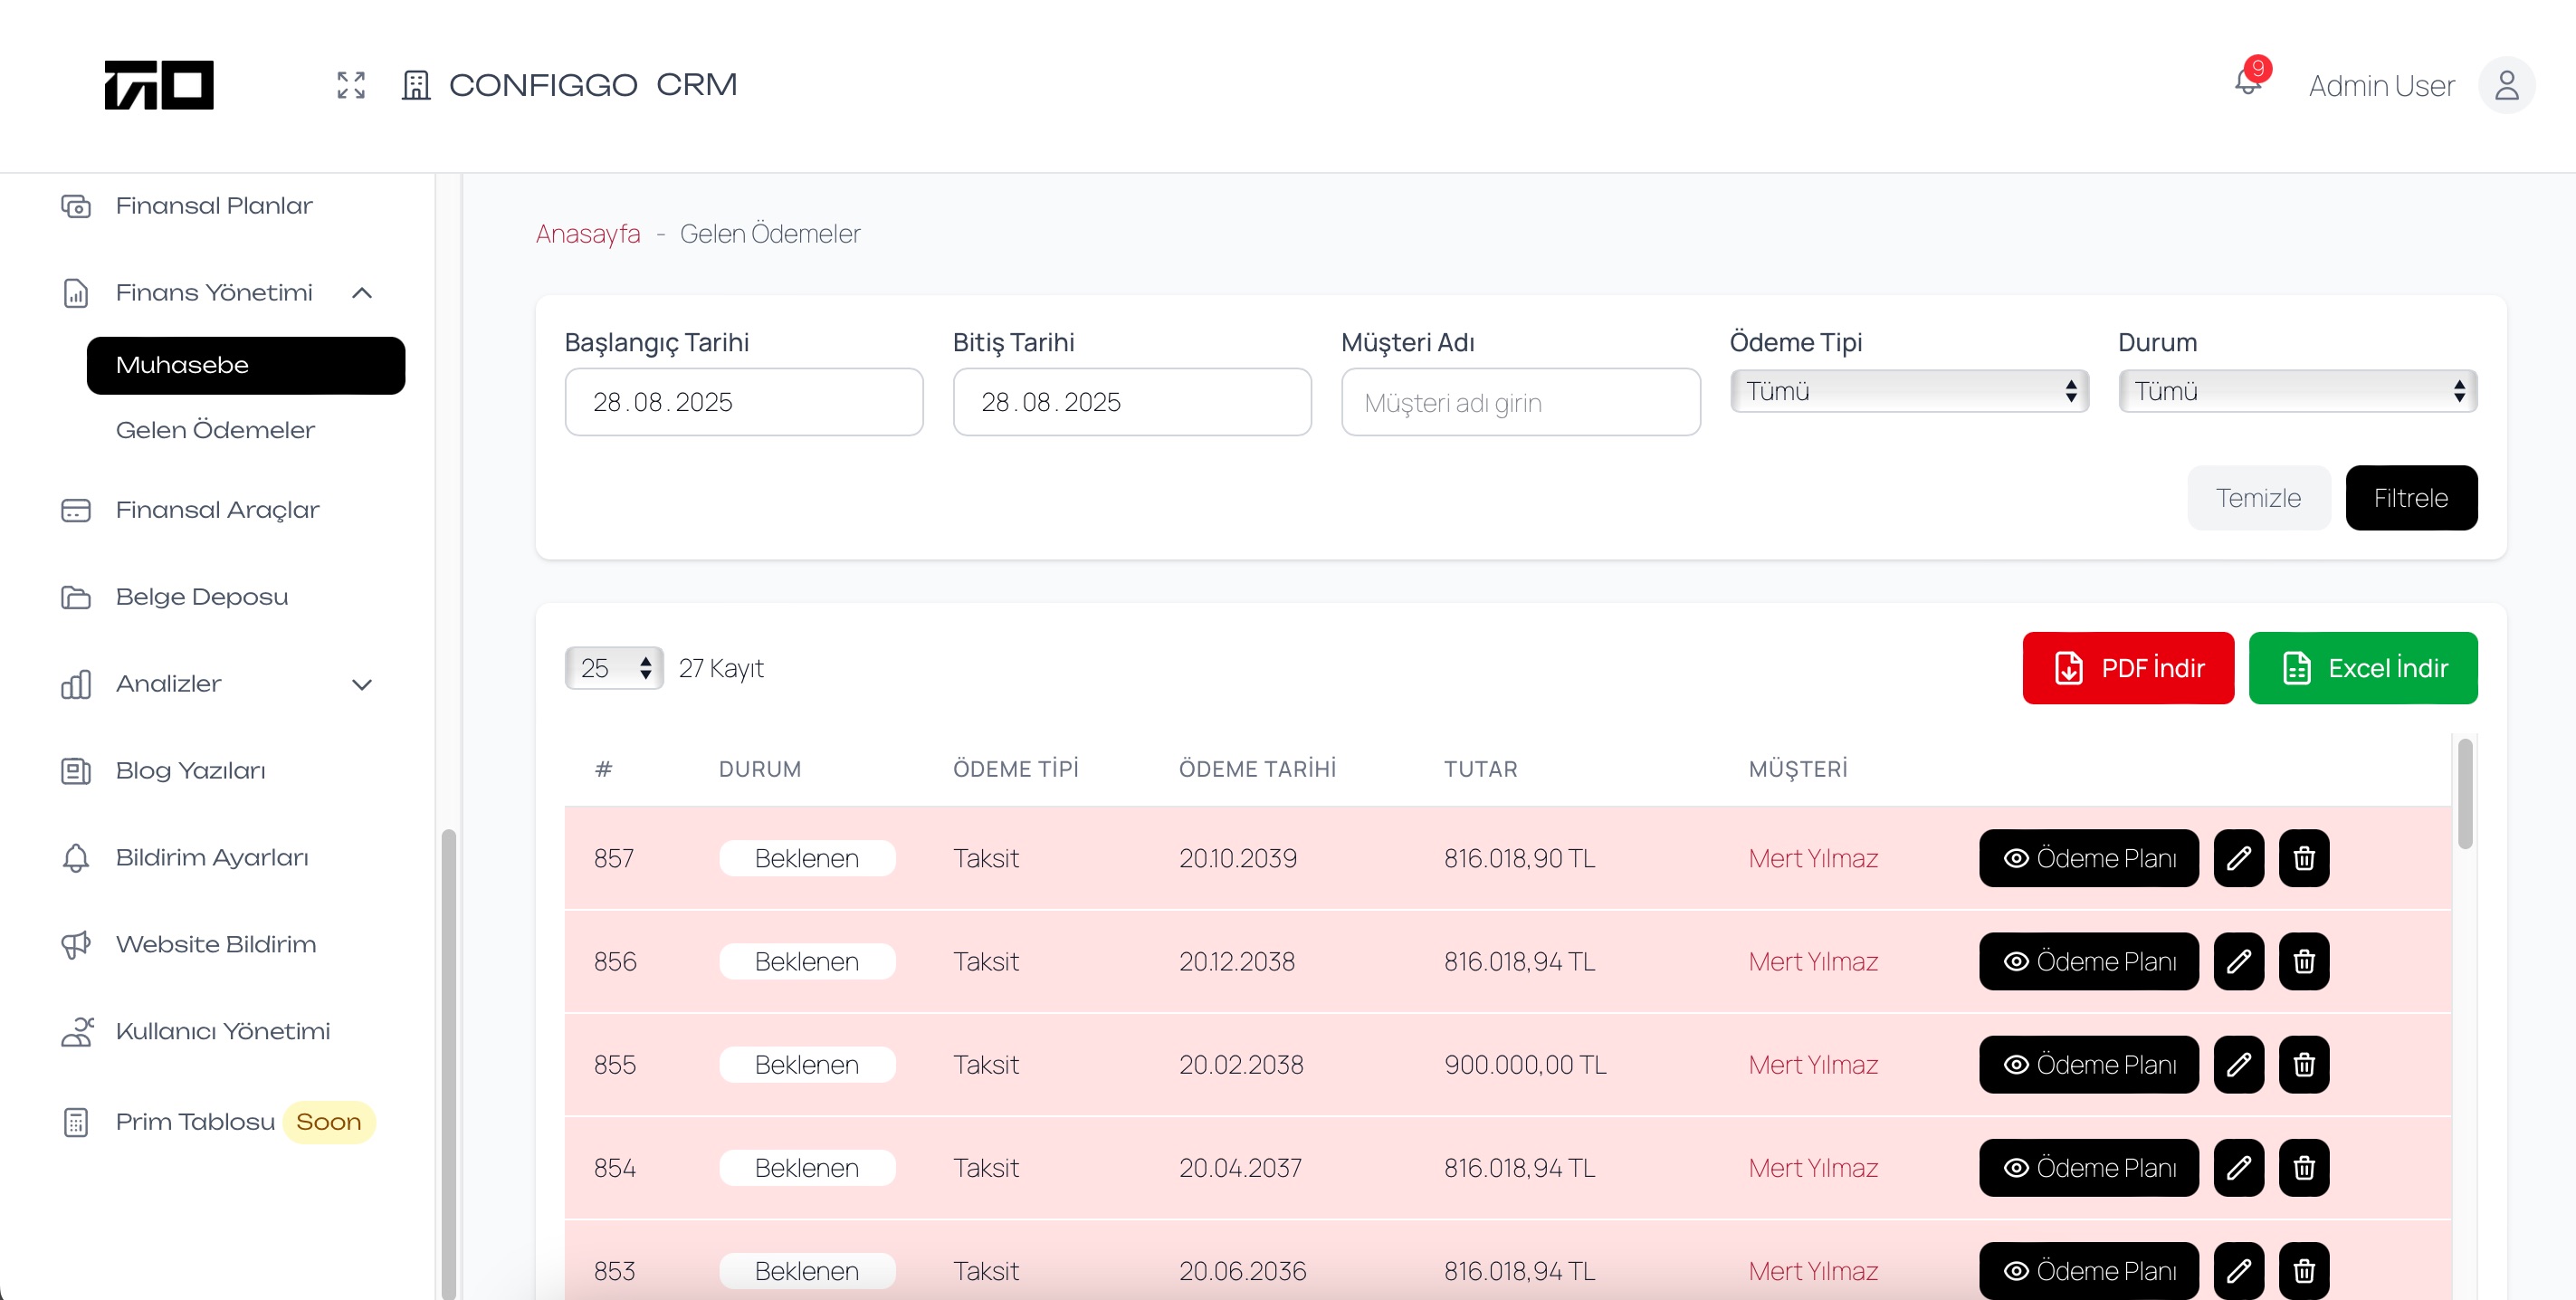 CONFIGGO CRM
9
Admin User
Finansal Planlar
Finans Yönetimi
Muhasebe
Gelen Ödemeler
Finansal Araçlar
Belge Deposu
Analizler
Blog Yazıları
Bildirim Ayarları
Website Bildirim
Kullanıcı Yönetimi
Prim Tablosu Soon
Anasayfa - Gelen Ödemeler
Başlangıç Tarihi Bitiş Tarihi Müşteri Adı Ödeme Tipi Durum
28.08.2025 28.08.2025 Müşteri adı girin Tümü Tümü
Temizle Filtrele
25 27 Kayıt PDF İndir Excel İndir
# DURUM ÖDEME TİPİ ÖDEME TARİHİ TUTAR MÜŞTERİ
857 Beklenen Taksit 20.10.2039 816.018,90 TL Mert Yılmaz Ödeme Planı
856 Beklenen Taksit 20.12.2038 816.018,94 TL Mert Yılmaz Ödeme Planı
855 Beklenen Taksit 20.02.2038 900.000,00 TL Mert Yılmaz Ödeme Planı
854 Beklenen Taksit 20.04.2037 816.018,94 TL Mert Yılmaz Ödeme Planı
853 Beklenen Taksit 20.06.2036 816.018,94 TL Mert Yılmaz Ödeme Planı